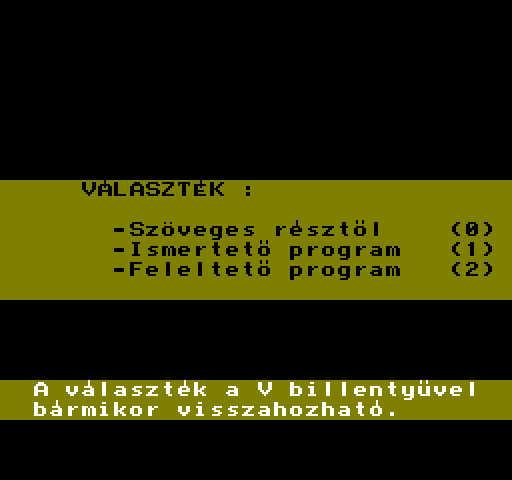 VÁLASZTÉK :
-Szöveges résztöl (0)
-Ismertetö program (1)
-Feleltetö program (2)
A választék a V billentyüvel
bármikor visszahozható.